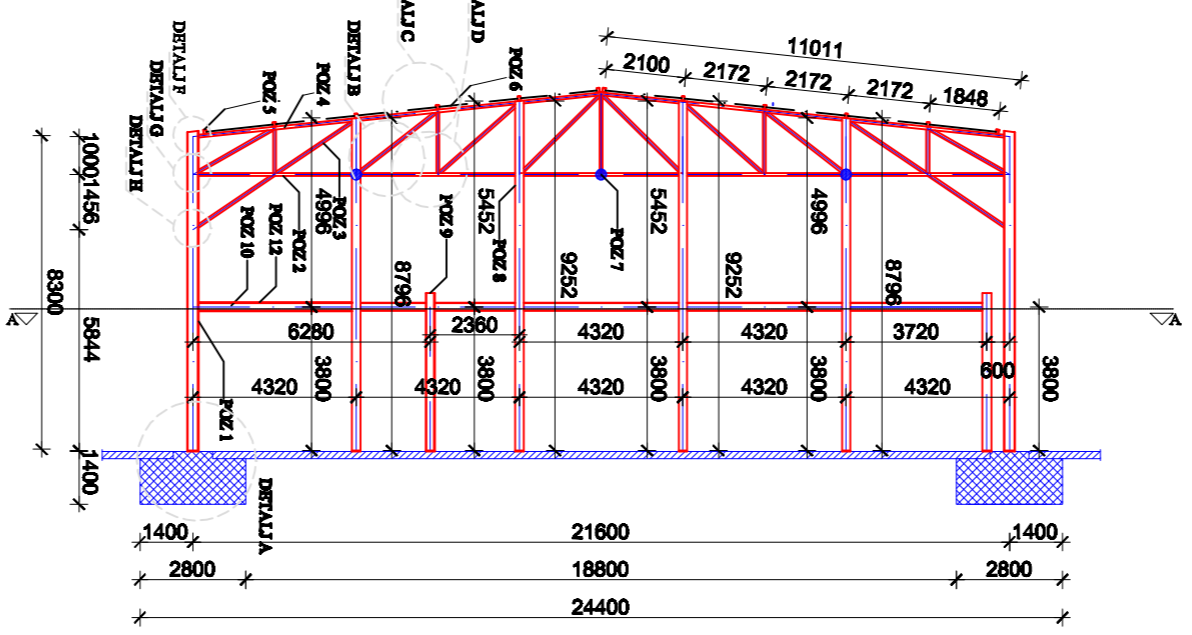 DETALJ F
DETALJ G
DETALJ H
POZ 5
POZ 4
DETALJ B
ALJ C
ALJ D
POZ 6
11011
2100
2172
2172
2172
1848
1000
1456
8300
5844
1400
POZ 3
POZ 2
POZ 12
POZ 10
4996
5452
5452
4996
POZ 9
POZ 8
POZ 7
8796
9252
9252
8796
A
A
6280
2360
4320
4320
3720
600
3800
4320
4320
4320
4320
4320
3800
3800
3800
3800
POZ 1
DETALJ A
1400
21600
1400
2800
18800
2800
24400